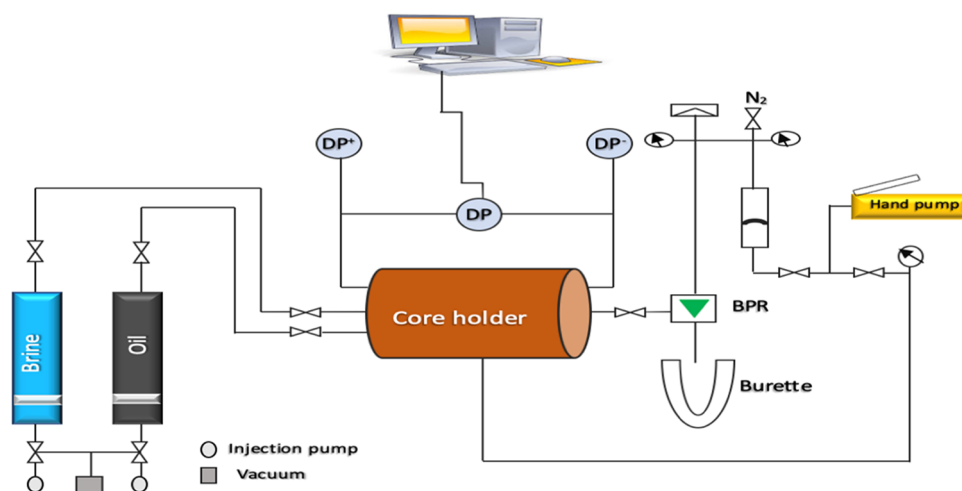 N₂
DP⁺
DP⁻
DP
Hand pump
Core holder
BPR
Brine
Oil
Burette
Injection pump
Vacuum